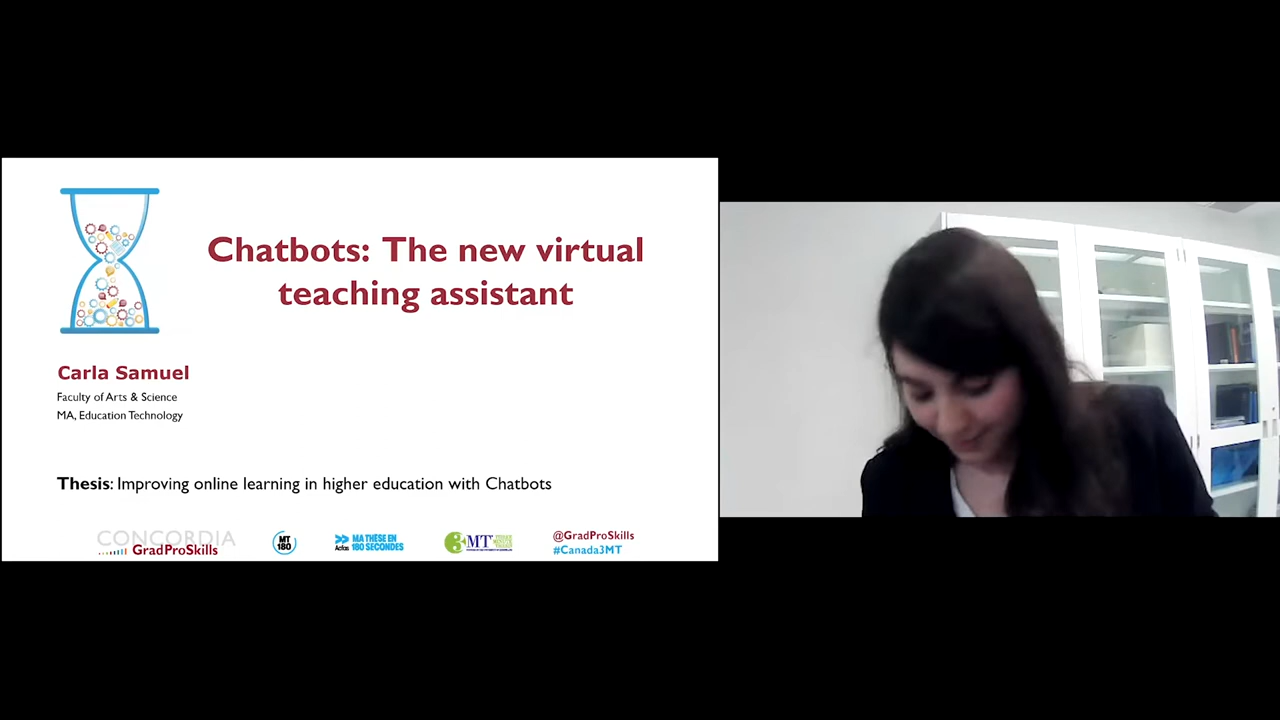 Chatbots: The new virtual
teaching assistant
Carla Samuel
Faculty of Arts & Science
MA, Education Technology
Thesis: Improving online learning in higher education with Chatbots
CONCORDIA
GradProSkills
MT
180
Acfas
MA THÈSE EN
180 SECONDES
3MT
@GradProSkills
#Canada3MT